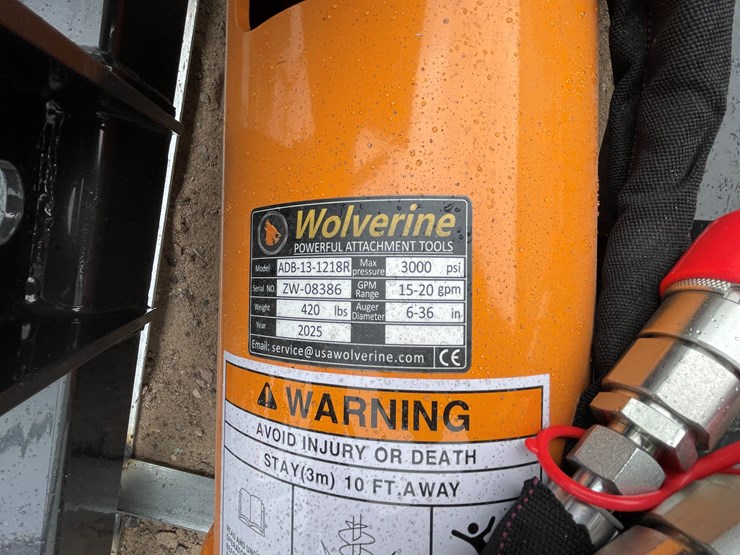 Wolverine
POWERFUL ATTACHMENT TOOLS
Model ADB-13-1218R Max pressure 3000 psi
Serial NO. ZW-08386 GPM Range 15-20 gpm
Weight 420 lbs Auger Diameter 6-36 in
Year 2025
Email: service@usawolverine.com CE
WARNING
AVOID INJURY OR DEATH
STAY(3m) 10 FT.AWAY